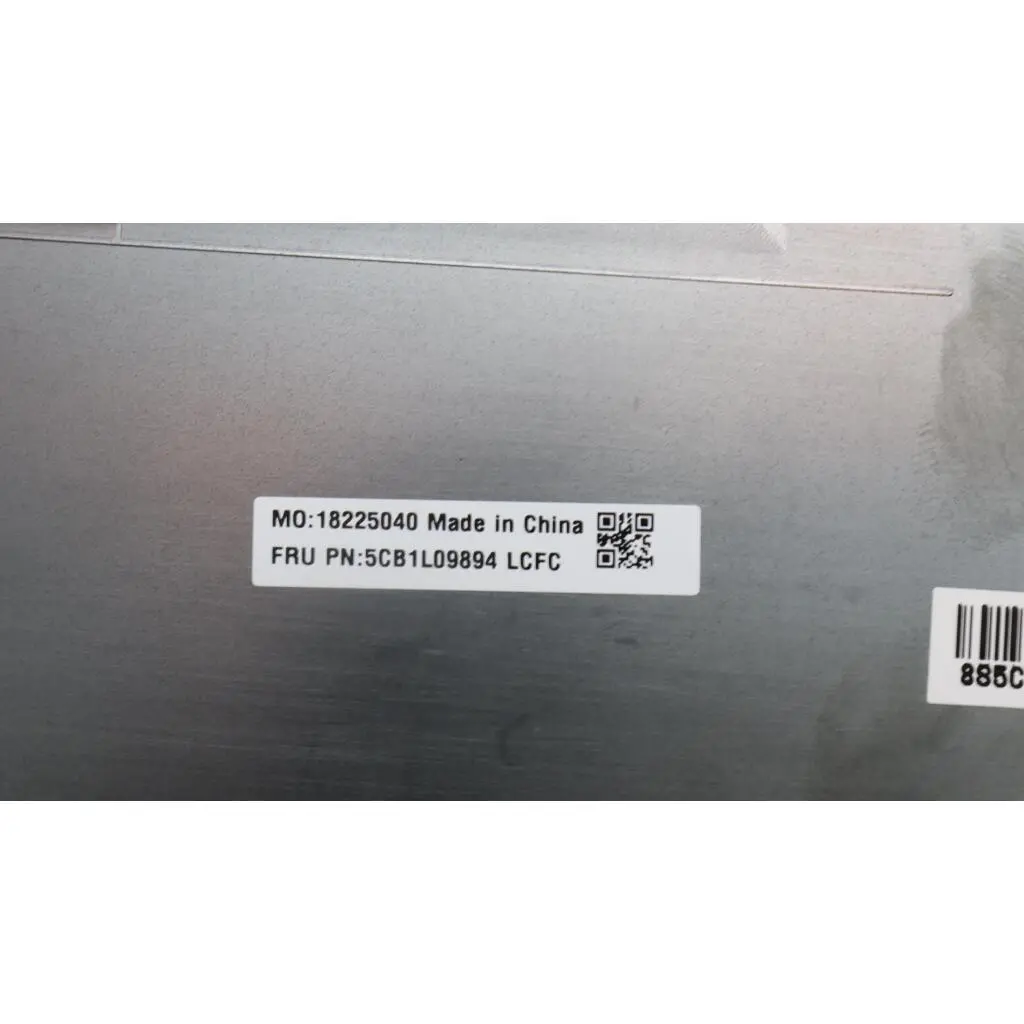 MO:18225040 Made in China
FRU PN:5CB1L09894 LCFC
885C